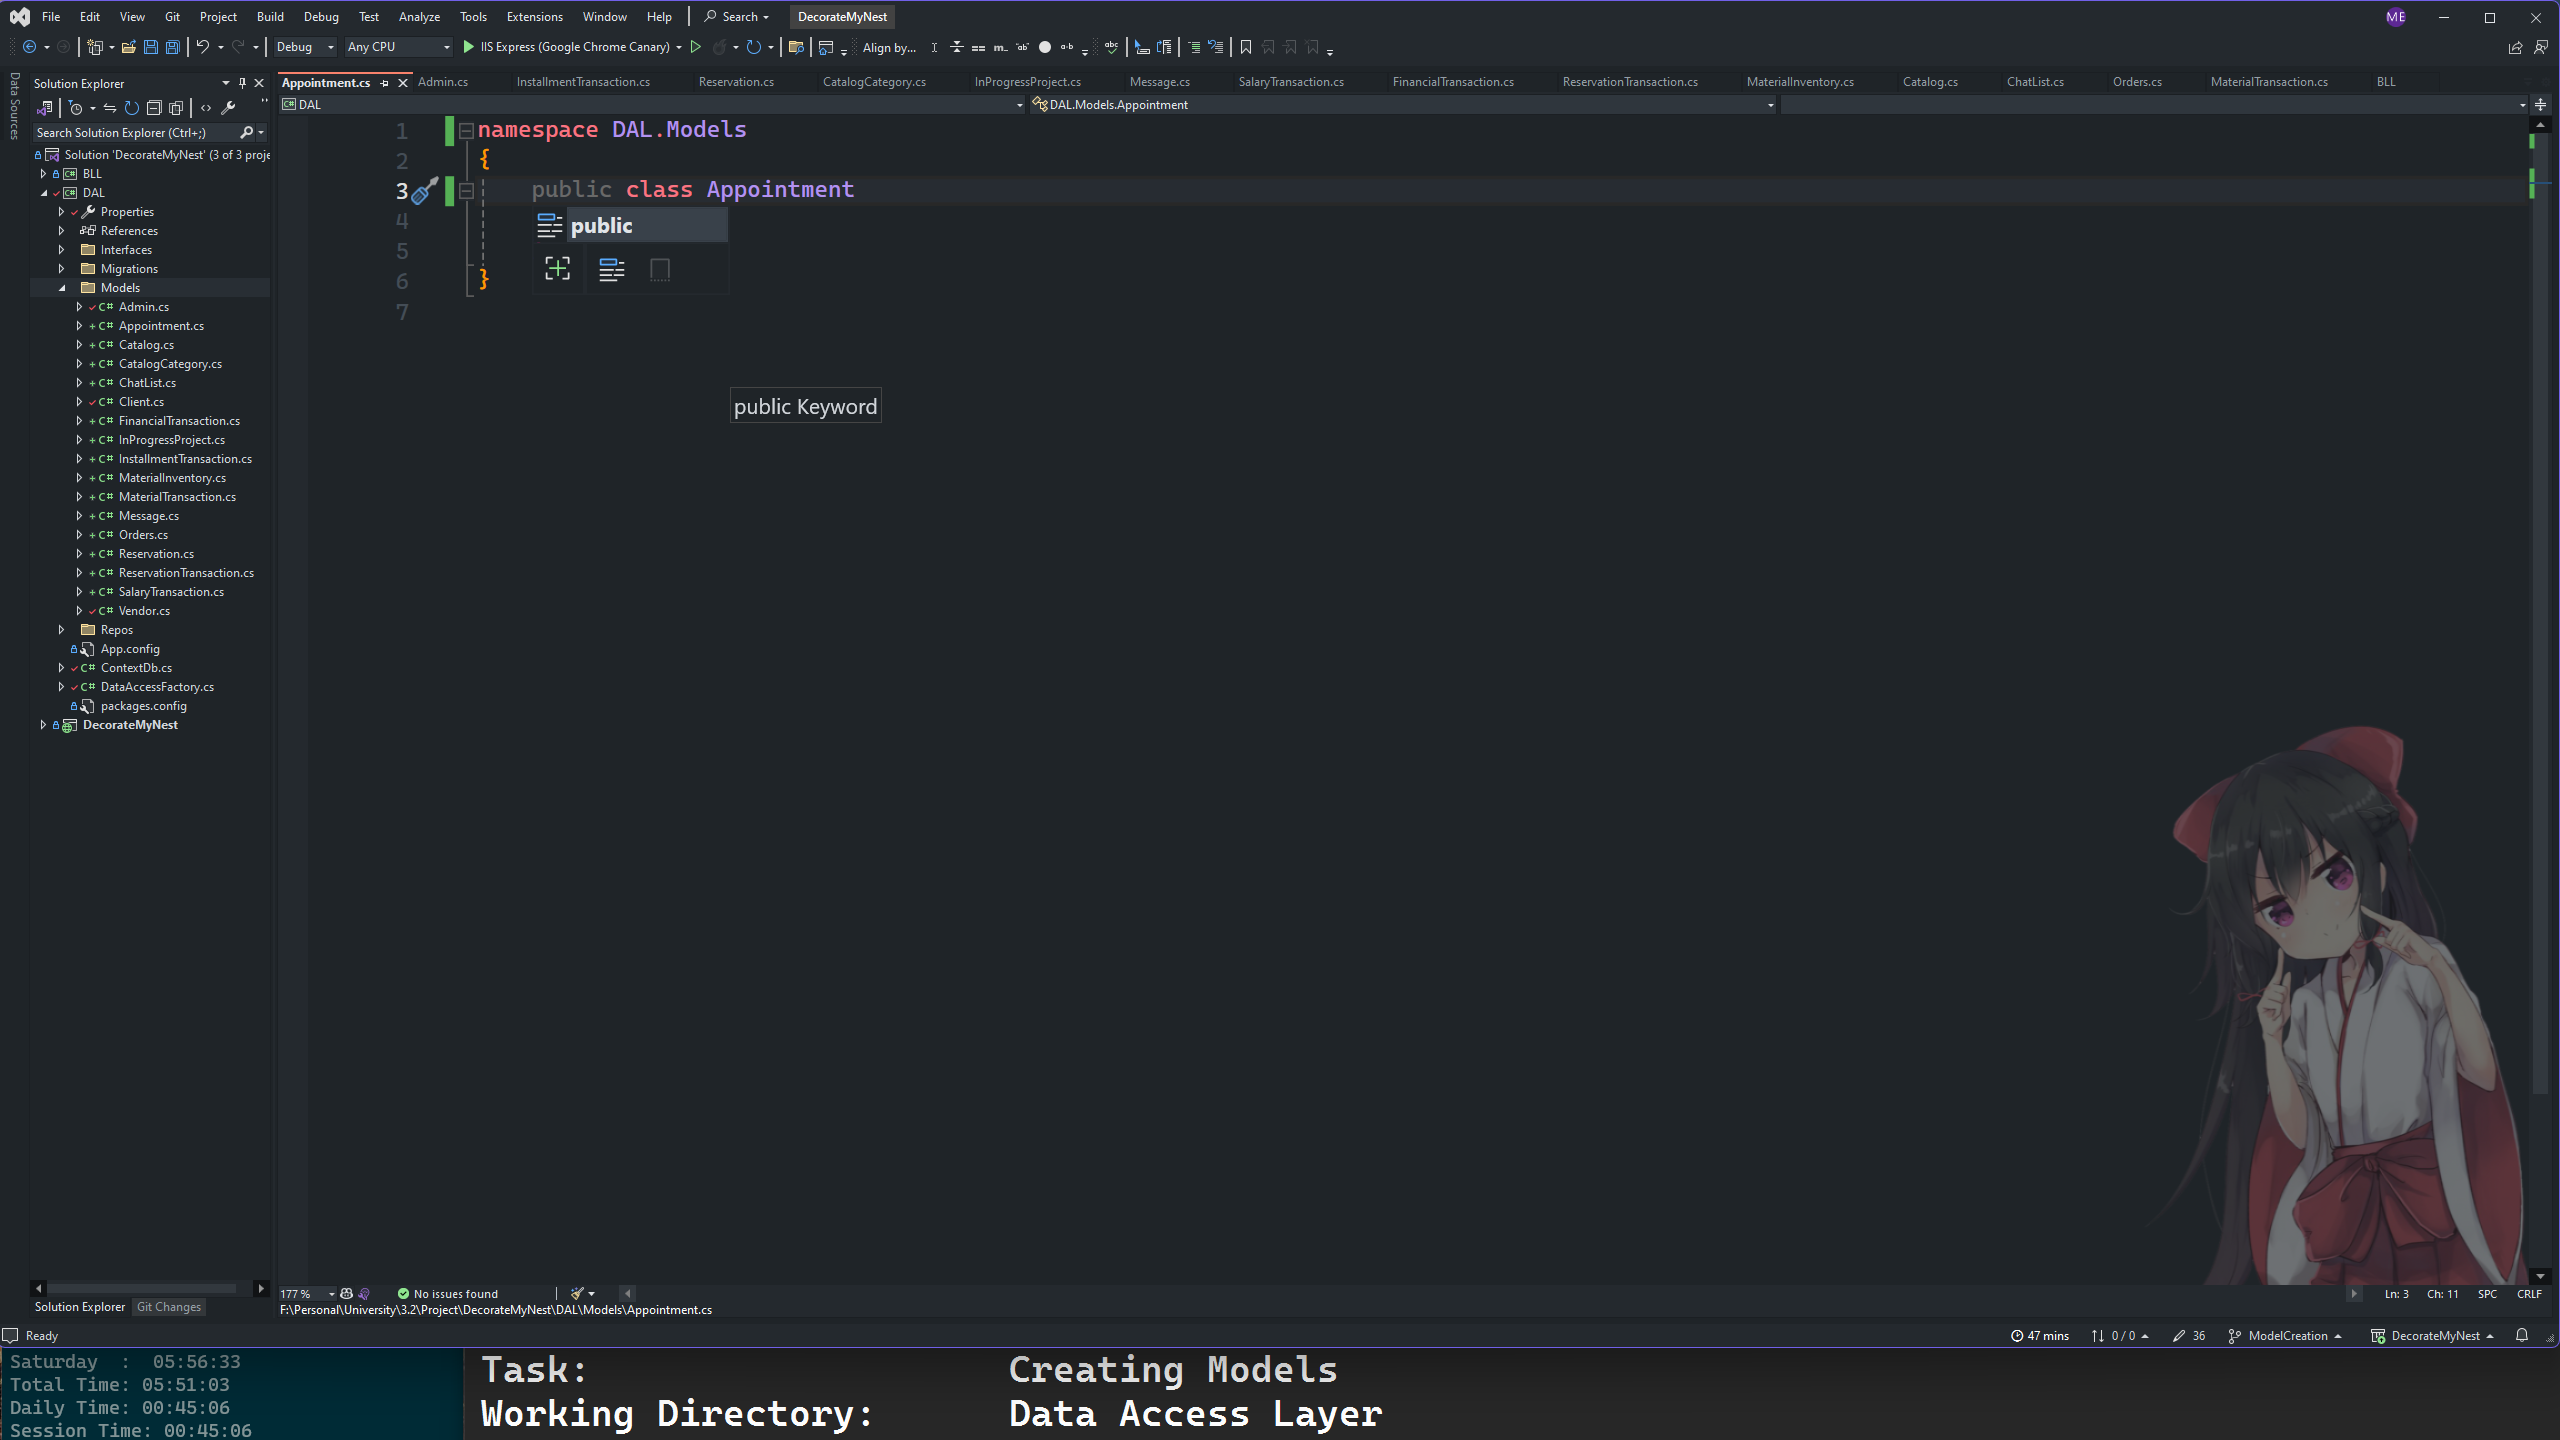 File Edit View Git Project Build Debug Test Analyze Tools Extensions Window Help Search DecorateMyNest ME
Debug Any CPU IIS Express (Google Chrome Canary) Align by...
Data Sources
Solution Explorer
Search Solution Explorer (Ctrl+;)
Solution 'DecorateMyNest' (3 of 3 proje
BLL
DAL
Properties
References
Interfaces
Migrations
Models
C# Admin.cs
C# Appointment.cs
C# Catalog.cs
C# CatalogCategory.cs
C# ChatList.cs
C# Client.cs
C# FinancialTransaction.cs
C# InProgressProject.cs
C# InstallmentTransaction.cs
C# MaterialInventory.cs
C# MaterialTransaction.cs
C# Message.cs
C# Orders.cs
C# Reservation.cs
C# ReservationTransaction.cs
C# SalaryTransaction.cs
C# Vendor.cs
Repos
App.config
C# ContextDb.cs
C# DataAccessFactory.cs
packages.config
DecorateMyNest
Solution Explorer Git Changes
Appointment.cs Admin.cs InstallmentTransaction.cs Reservation.cs CatalogCategory.cs InProgressProject.cs Message.cs SalaryTransaction.cs FinancialTransaction.cs ReservationTransaction.cs MaterialInventory.cs Catalog.cs ChatList.cs Orders.cs MaterialTransaction.cs BLL
DAL DAL.Models.Appointment
1 namespace DAL.Models
2 {
3 public class Appointment
4
5
6 }
7
public
public Keyword
177 % No issues found Ln: 3 Ch: 11 SPC CRLF
F:\Personal\University\3.2\Project\DecorateMyNest\DAL\Models\Appointment.cs
Ready 47 mins 0 / 0 36 ModelCreation DecorateMyNest
Saturday : 05:56:33
Total Time: 05:51:03
Daily Time: 00:45:06
Session Time: 00:45:06
Task: Creating Models
Working Directory: Data Access Layer